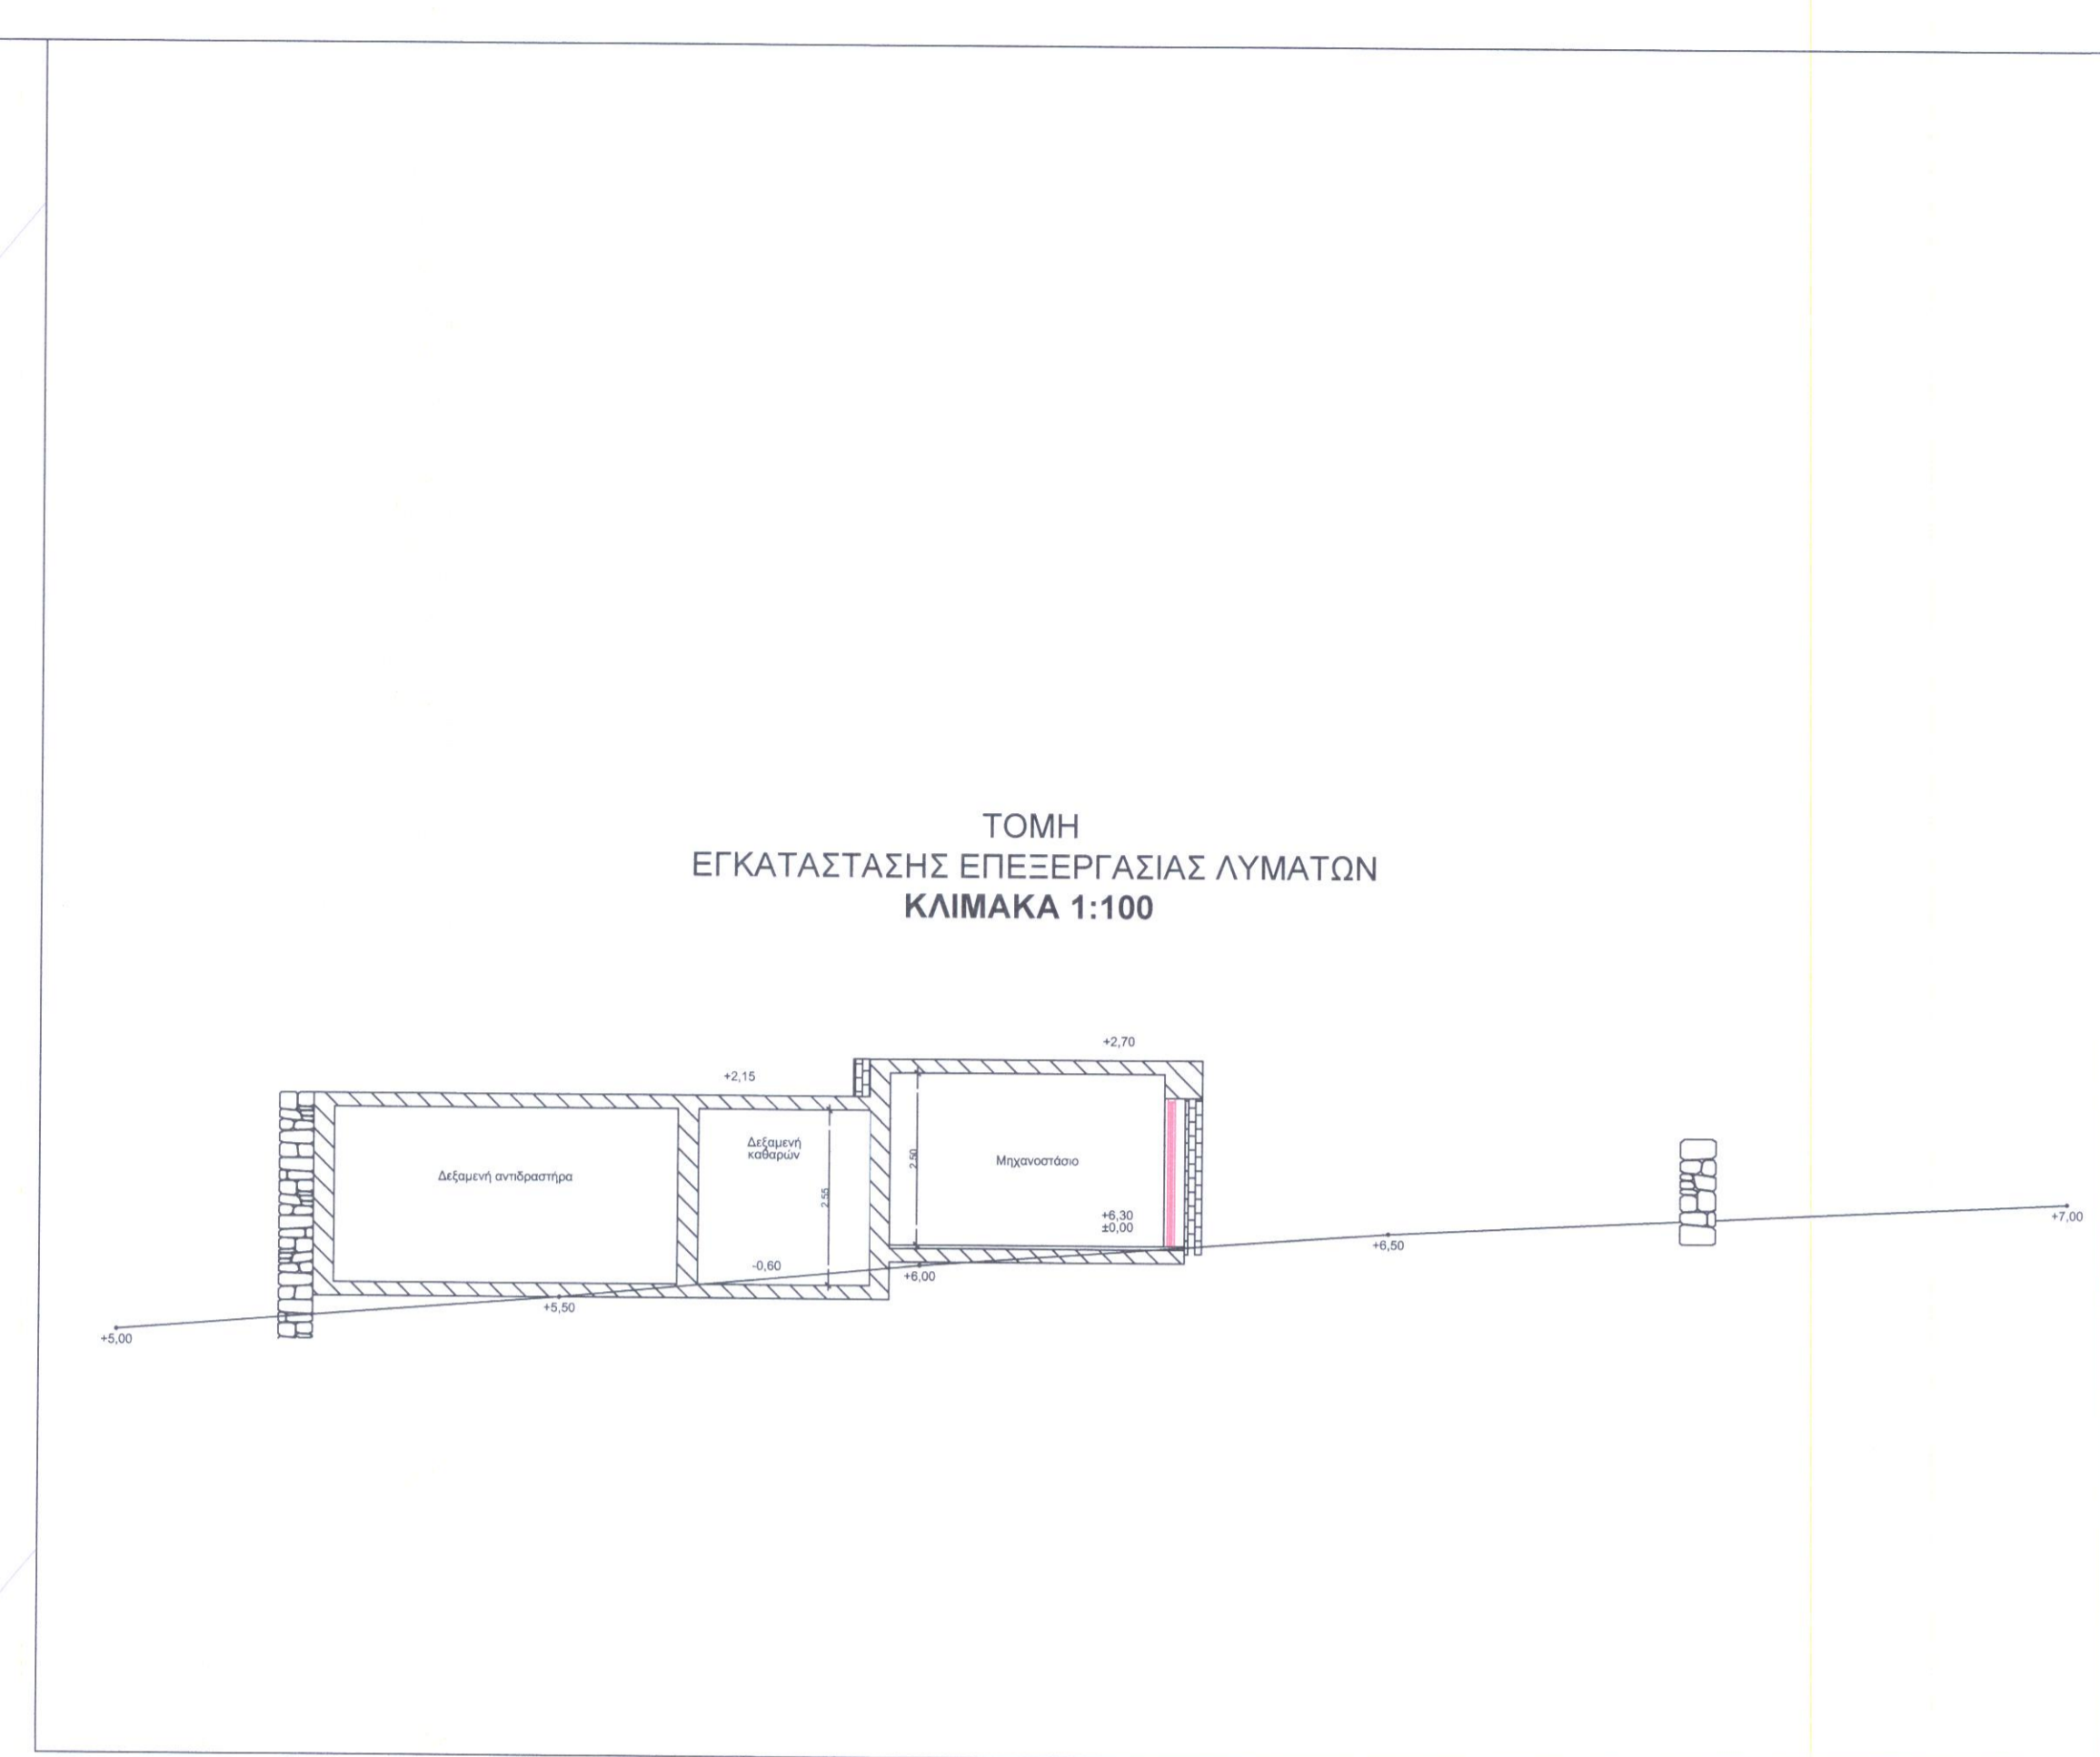 ΤΟΜΗ
ΕΓΚΑΤΑΣΤΑΣΗΣ ΕΠΕΞΕΡΓΑΣΙΑΣ ΛΥΜΑΤΩΝ
ΚΛΙΜΑΚΑ 1:100
+2,70
+2,15
Δεξαμενή
καθαρών
Δεξαμενή αντιδραστήρα
Μηχανοστάσιο
2,50
2,55
+6,30
±0,00
-0,60
+5,00
+5,50
+6,00
+6,50
+7,00